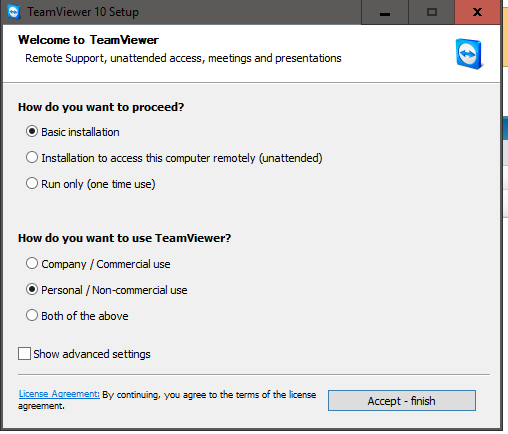 TeamViewer 10 Setup
Welcome to TeamViewer
Remote Support, unattended access, meetings and presentations
How do you want to proceed?
Basic installation
Installation to access this computer remotely (unattended)
Run only (one time use)
How do you want to use TeamViewer?
Company / Commercial use
Personal / Non-commercial use
Both of the above
Show advanced settings
License Agreement: By continuing, you agree to the terms of the license
agreement.
Accept - finish